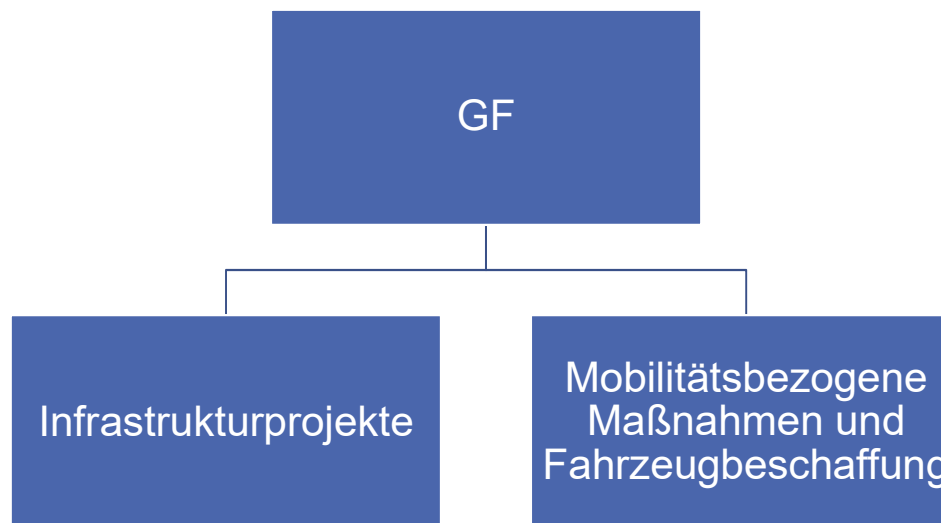 GF
Infrastrukturprojekte
Mobilitätsbezogene
Maßnahmen und
Fahrzeugbeschaffung